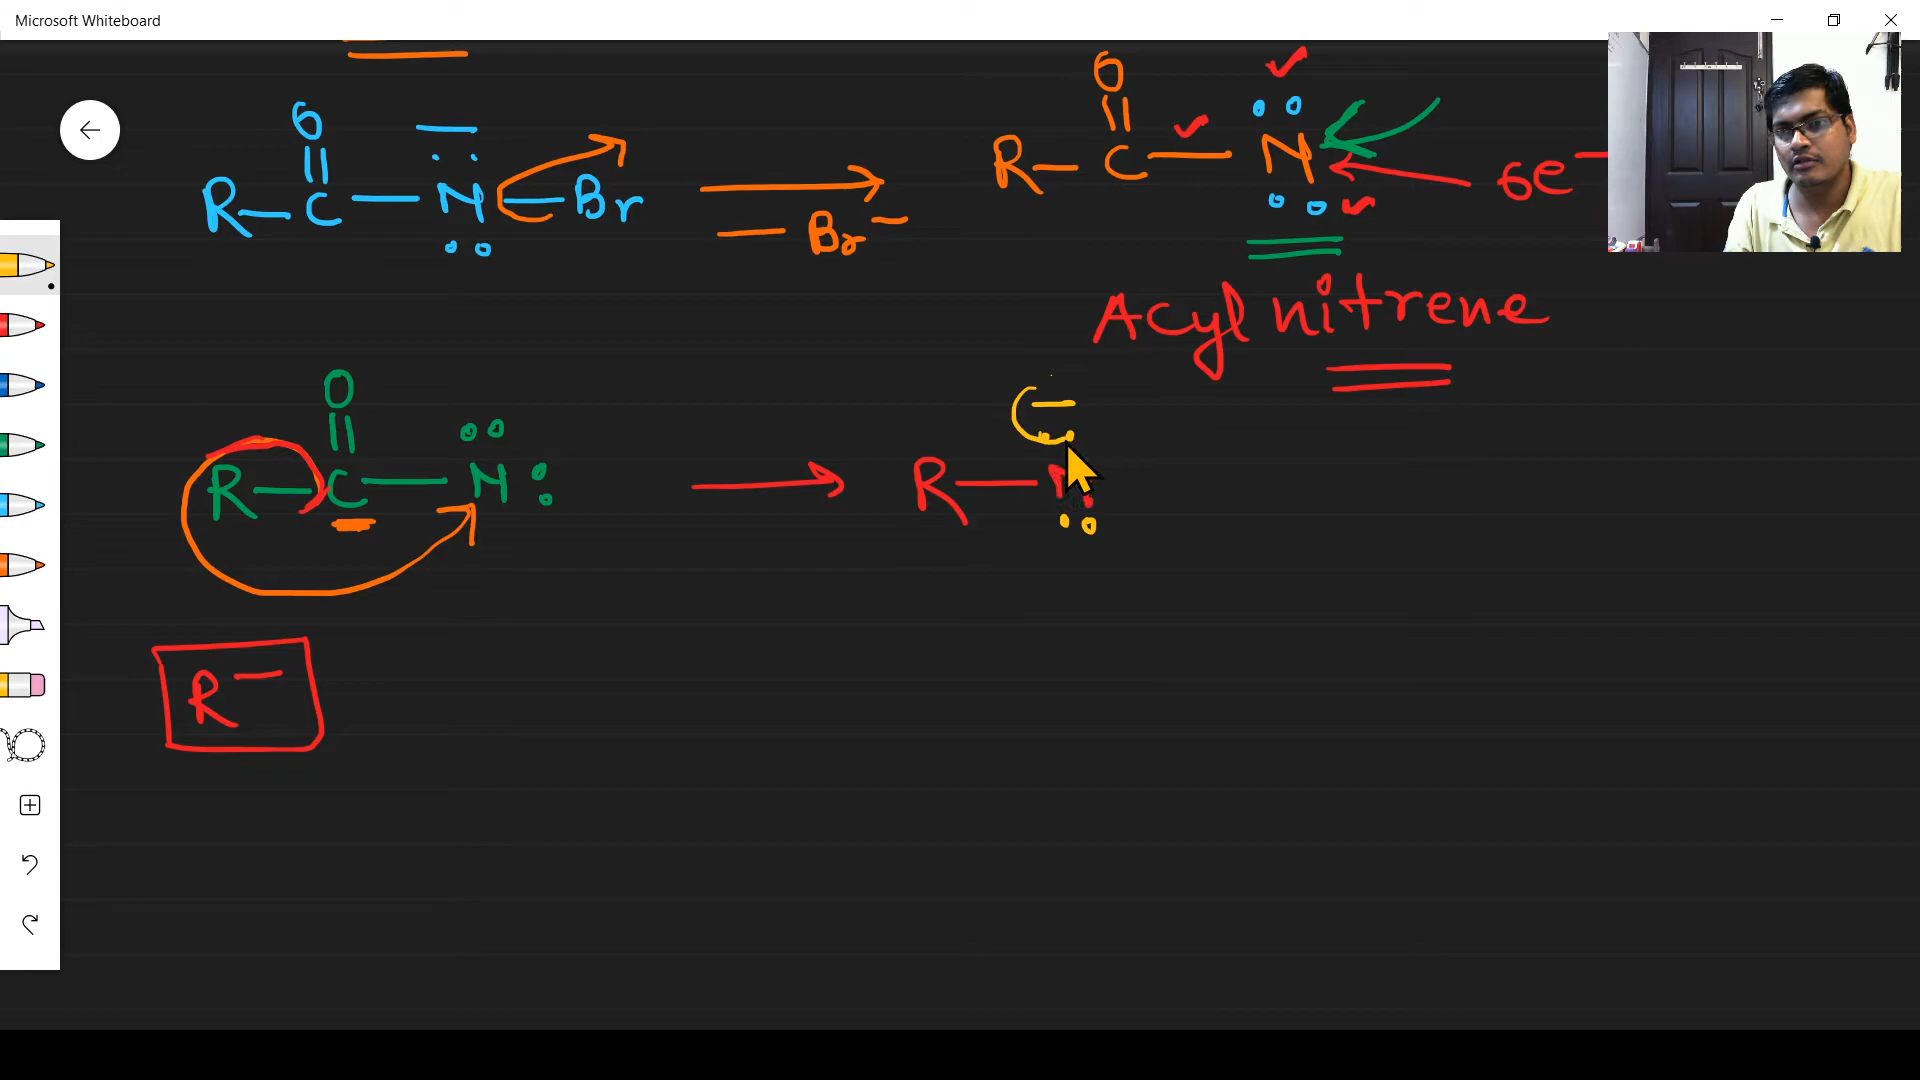 Microsoft Whiteboard
O
||
R—C—N—Br
— Br⁻
O
||
R—C—N
6e⁻
Acyl nitrene
O
||
R—C—N:
R—N
R⁻